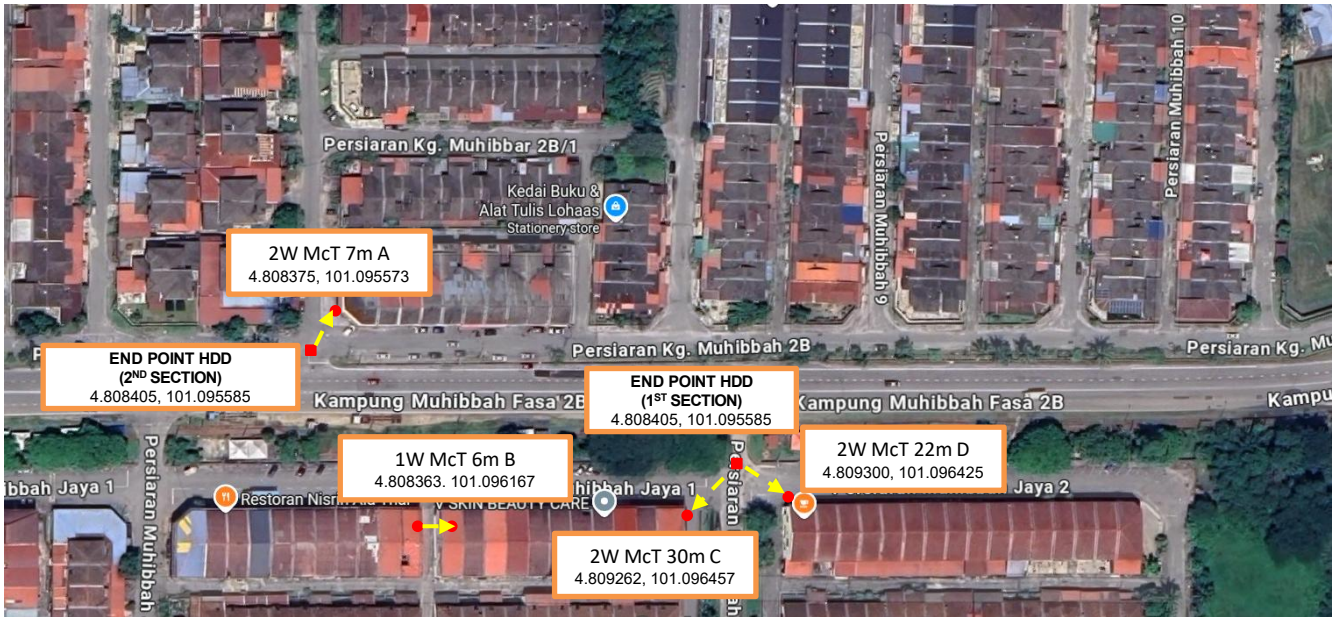 Persiaran Muhibbah 10
Persiaran Kg. Muhibbar 2B/1
Persiaran Muhibbah 9
Kedai Buku &
Alat Tulis Lohaas
Stationery store
2W McT 7m A
4.808375, 101.095573
Persiaran Kg. Muhibbah 2B
Persiaran Kg. Mu
END POINT HDD
(2ND SECTION)
4.808405, 101.095585
END POINT HDD
(1ST SECTION)
4.808405, 101.095585
Kampung Muhibbah Fasa 2B
Kampung Muhibbah Fasa 2B
Kampu
1W McT 6m B
4.808363. 101.096167
2W McT 22m D
4.809300, 101.096425
Persiaran Muhibbah
ibbah Jaya 1
Restoran Nisrin
hibbah Jaya 1
Jaya 2
V SKIN BEAUTY CARE
Persiaran
2W McT 30m C
4.809262, 101.096457